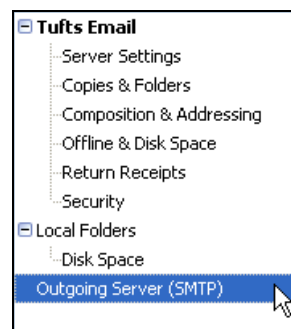 Tufts Email
Server Settings
Copies & Folders
Composition & Addressing
Offline & Disk Space
Return Receipts
Security
Local Folders
Disk Space
Outgoing Server (SMTP)